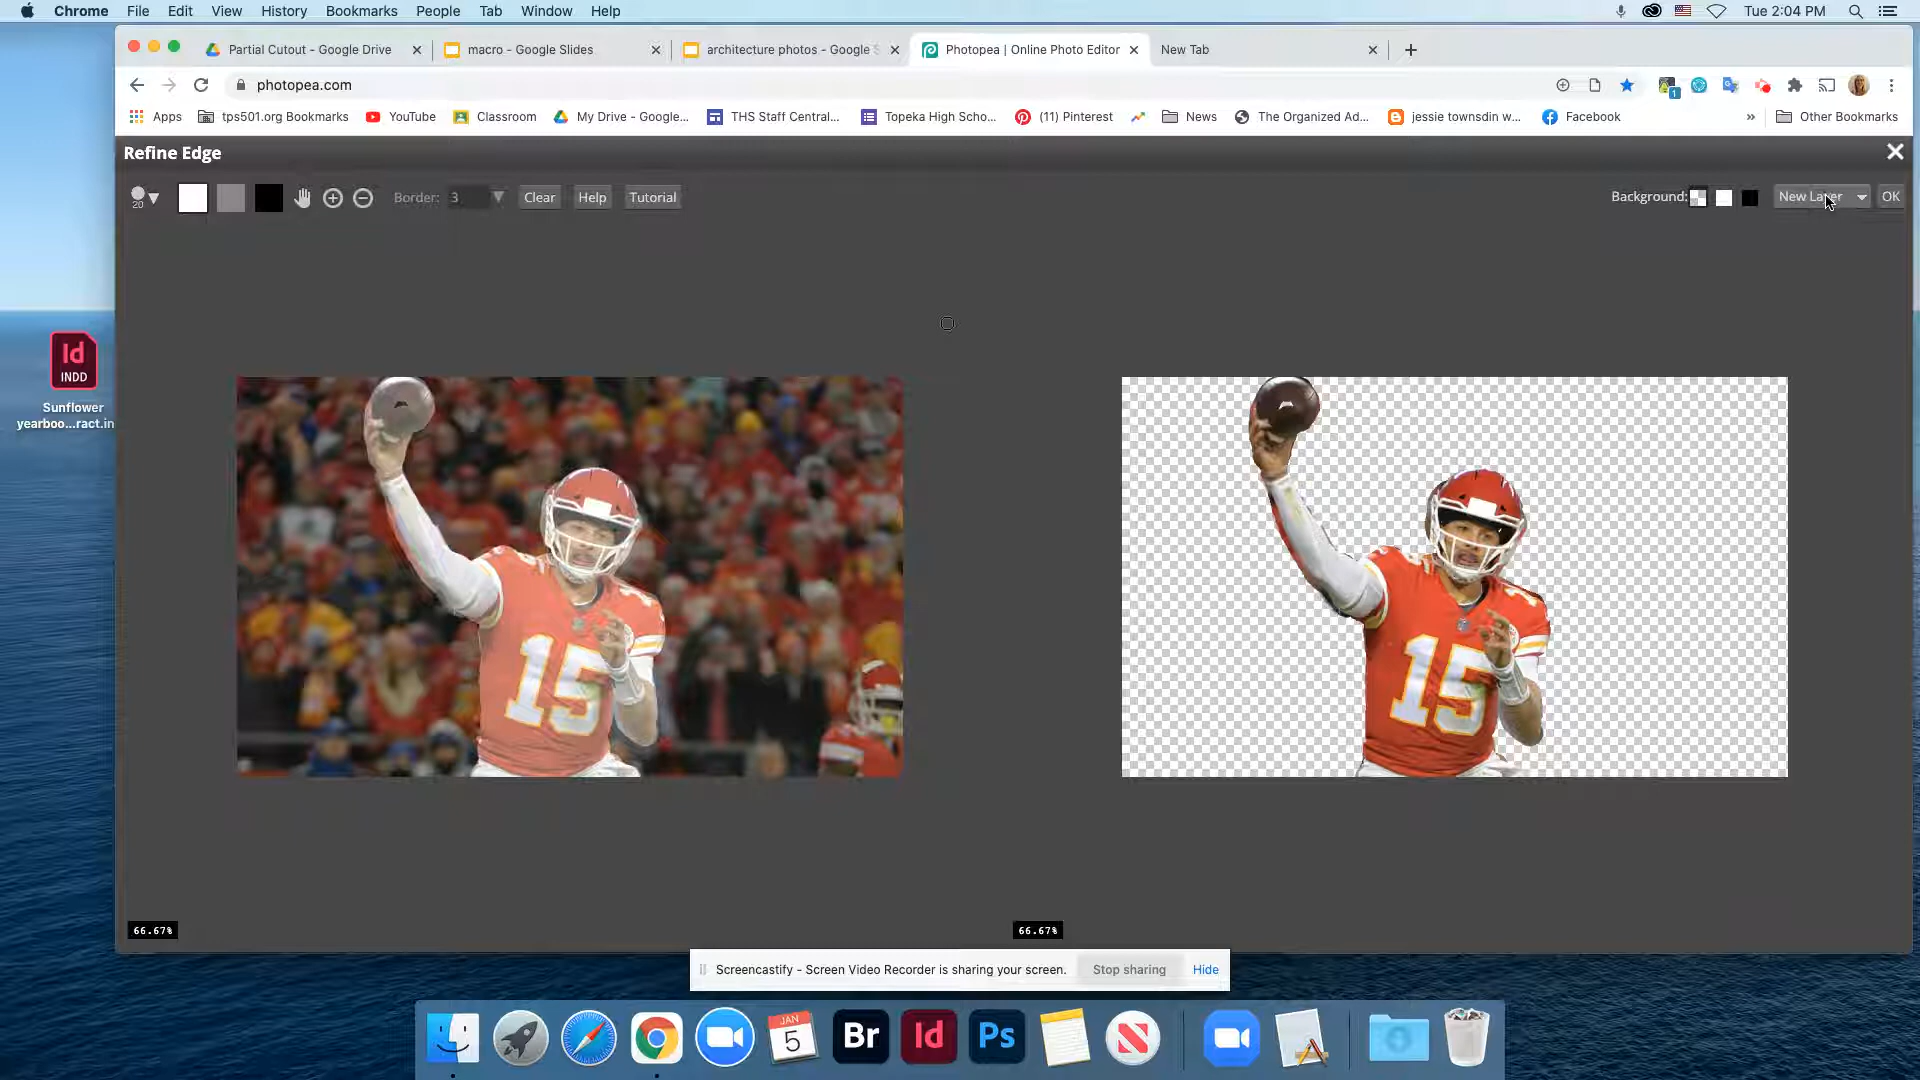 Chrome File Edit View History Bookmarks People Tab Window Help Tue 2:04 PM
Partial Cutout - Google Drive macro - Google Slides architecture photos - Google S Photopea | Online Photo Editor New Tab
photopea.com 1
Apps tps501.org Bookmarks YouTube Classroom My Drive - Google... THS Staff Central... Topeka High Scho... (11) Pinterest News The Organized Ad... jessie townsdin w... Facebook » Other Bookmarks
Refine Edge
20 Border: 3 Clear Help Tutorial Background: New Layer OK
Id
INDD
Sunflower
yearboo...ract.in
15 15
66.67% 66.67%
Screencastify - Screen Video Recorder is sharing your screen. Stop sharing Hide
JAN
5 Br Id Ps